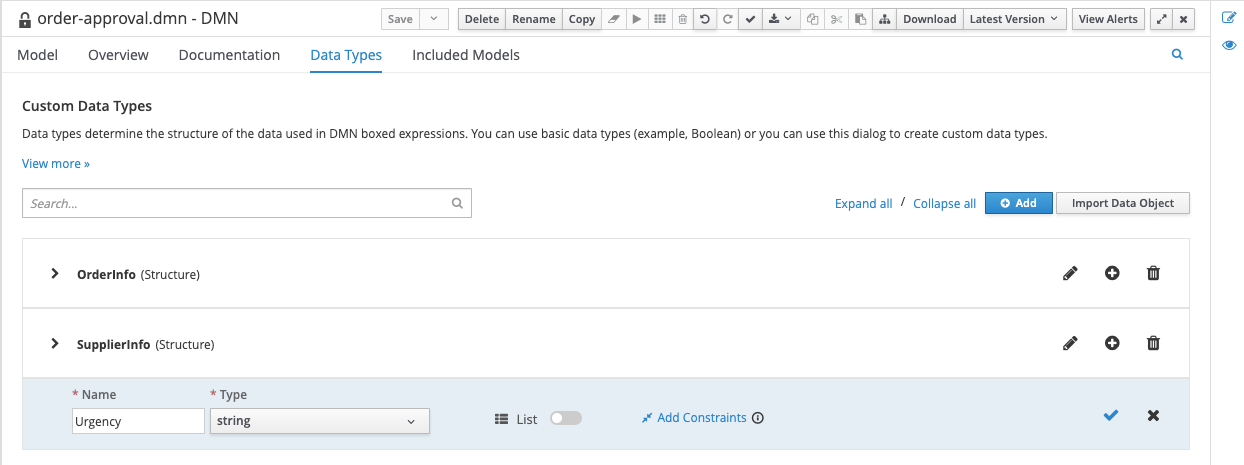 order-approval.dmn - DMN
Save Delete Rename Copy Download Latest Version View Alerts
Model Overview Documentation Data Types Included Models
Custom Data Types
Data types determine the structure of the data used in DMN boxed expressions. You can use basic data types (example, Boolean) or you can use this dialog to create custom data types.
View more »
Search... Expand all / Collapse all Add Import Data Object
OrderInfo (Structure)
SupplierInfo (Structure)
* Name * Type
Urgency string List Add Constraints